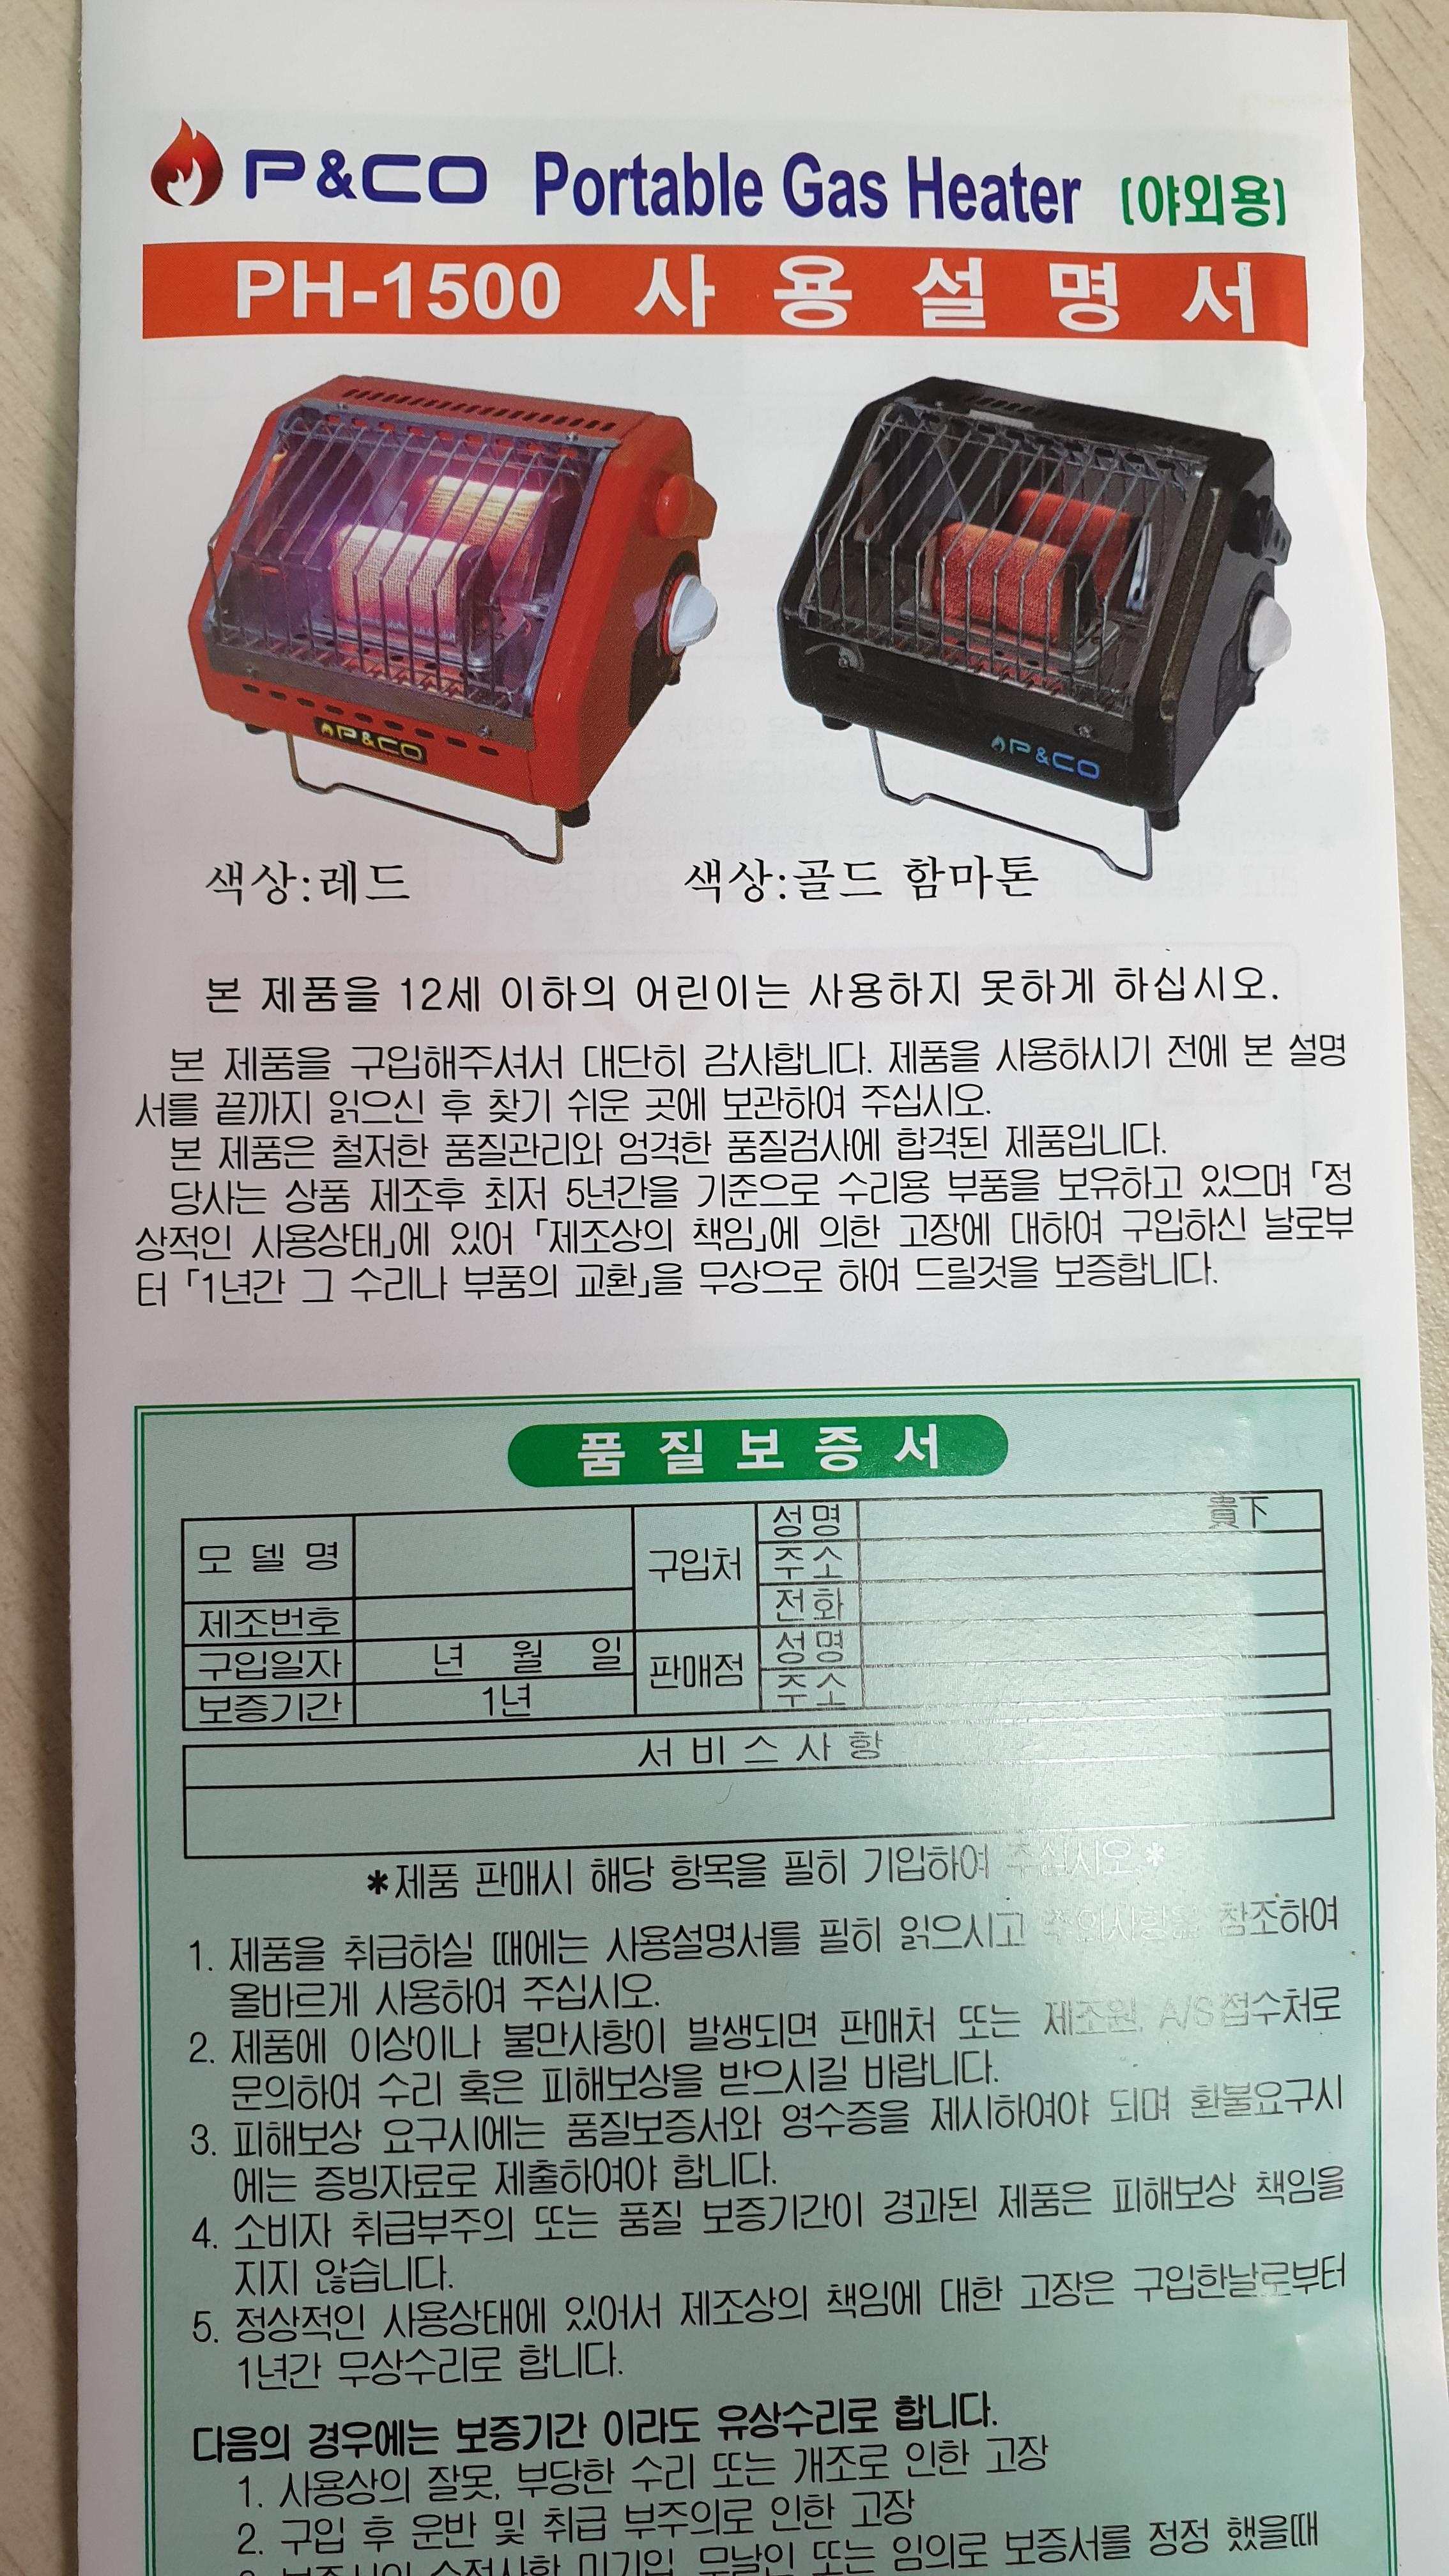 P&CO Portable Gas Heater [야외용]
PH-1500 사용설명서
P&CO
P&CO
색상:레드
색상:골드 함마톤
본 제품을 12세 이하의 어린이는 사용하지 못하게 하십시오.
본 제품을 구입해주셔서 대단히 감사합니다. 제품을 사용하시기 전에 본 설명
서를 끝까지 읽으신 후 찾기 쉬운 곳에 보관하여 주십시오.
본 제품은 철저한 품질관리와 엄격한 품질검사에 합격된 제품입니다.
당사는 상품 제조후 최저 5년간을 기준으로 수리용 부품을 보유하고 있으며 「정
상적인 사용상태」에 있어 「제조상의 책임」에 의한 고장에 대하여 구입하신 날로부
터 「1년간 그 수리나 부품의 교환」을 무상으로 하여 드릴것을 보증합니다.
품질보증서
모델명
제조번호
구입일자 년 월 일
보증기간 1년
구입처
성명 貴下
주소
전화
판매점
성명
주소
서비스사항
*제품 판매시 해당 항목을 필히 기입하여 주십시오*
1. 제품을 취급하실 때에는 사용설명서를 필히 읽으시고 주의사항을 참조하여
올바르게 사용하여 주십시오.
2. 제품에 이상이나 불만사항이 발생되면 판매처 또는 제조원, A/S접수처로
문의하여 수리 혹은 피해보상을 받으시길 바랍니다.
3. 피해보상 요구시에는 품질보증서와 영수증을 제시하여야 되며 환불요구시
에는 증빙자료로 제출하여야 합니다.
4. 소비자 취급부주의 또는 품질 보증기간이 경과된 제품은 피해보상 책임을
지지 않습니다.
5. 정상적인 사용상태에 있어서 제조상의 책임에 대한 고장은 구입한날로부터
1년간 무상수리로 합니다.
다음의 경우에는 보증기간 이라도 유상수리로 합니다.
1. 사용상의 잘못, 부당한 수리 또는 개조로 인한 고장
2. 구입 후 운반 및 취급 부주의로 인한 고장
미기입, 무날인 또는 임의로 보증서를 정정 했을때